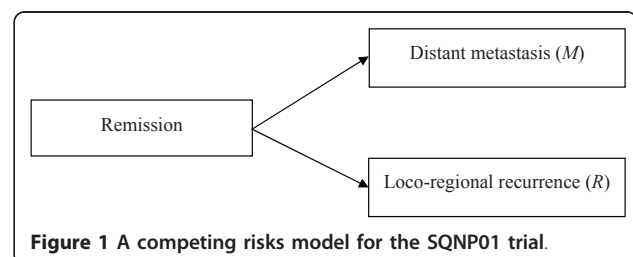 Distant metastasis (M)
Remission
Loco-regional recurrence (R)
Figure 1 A competing risks model for the SQNP01 trial.